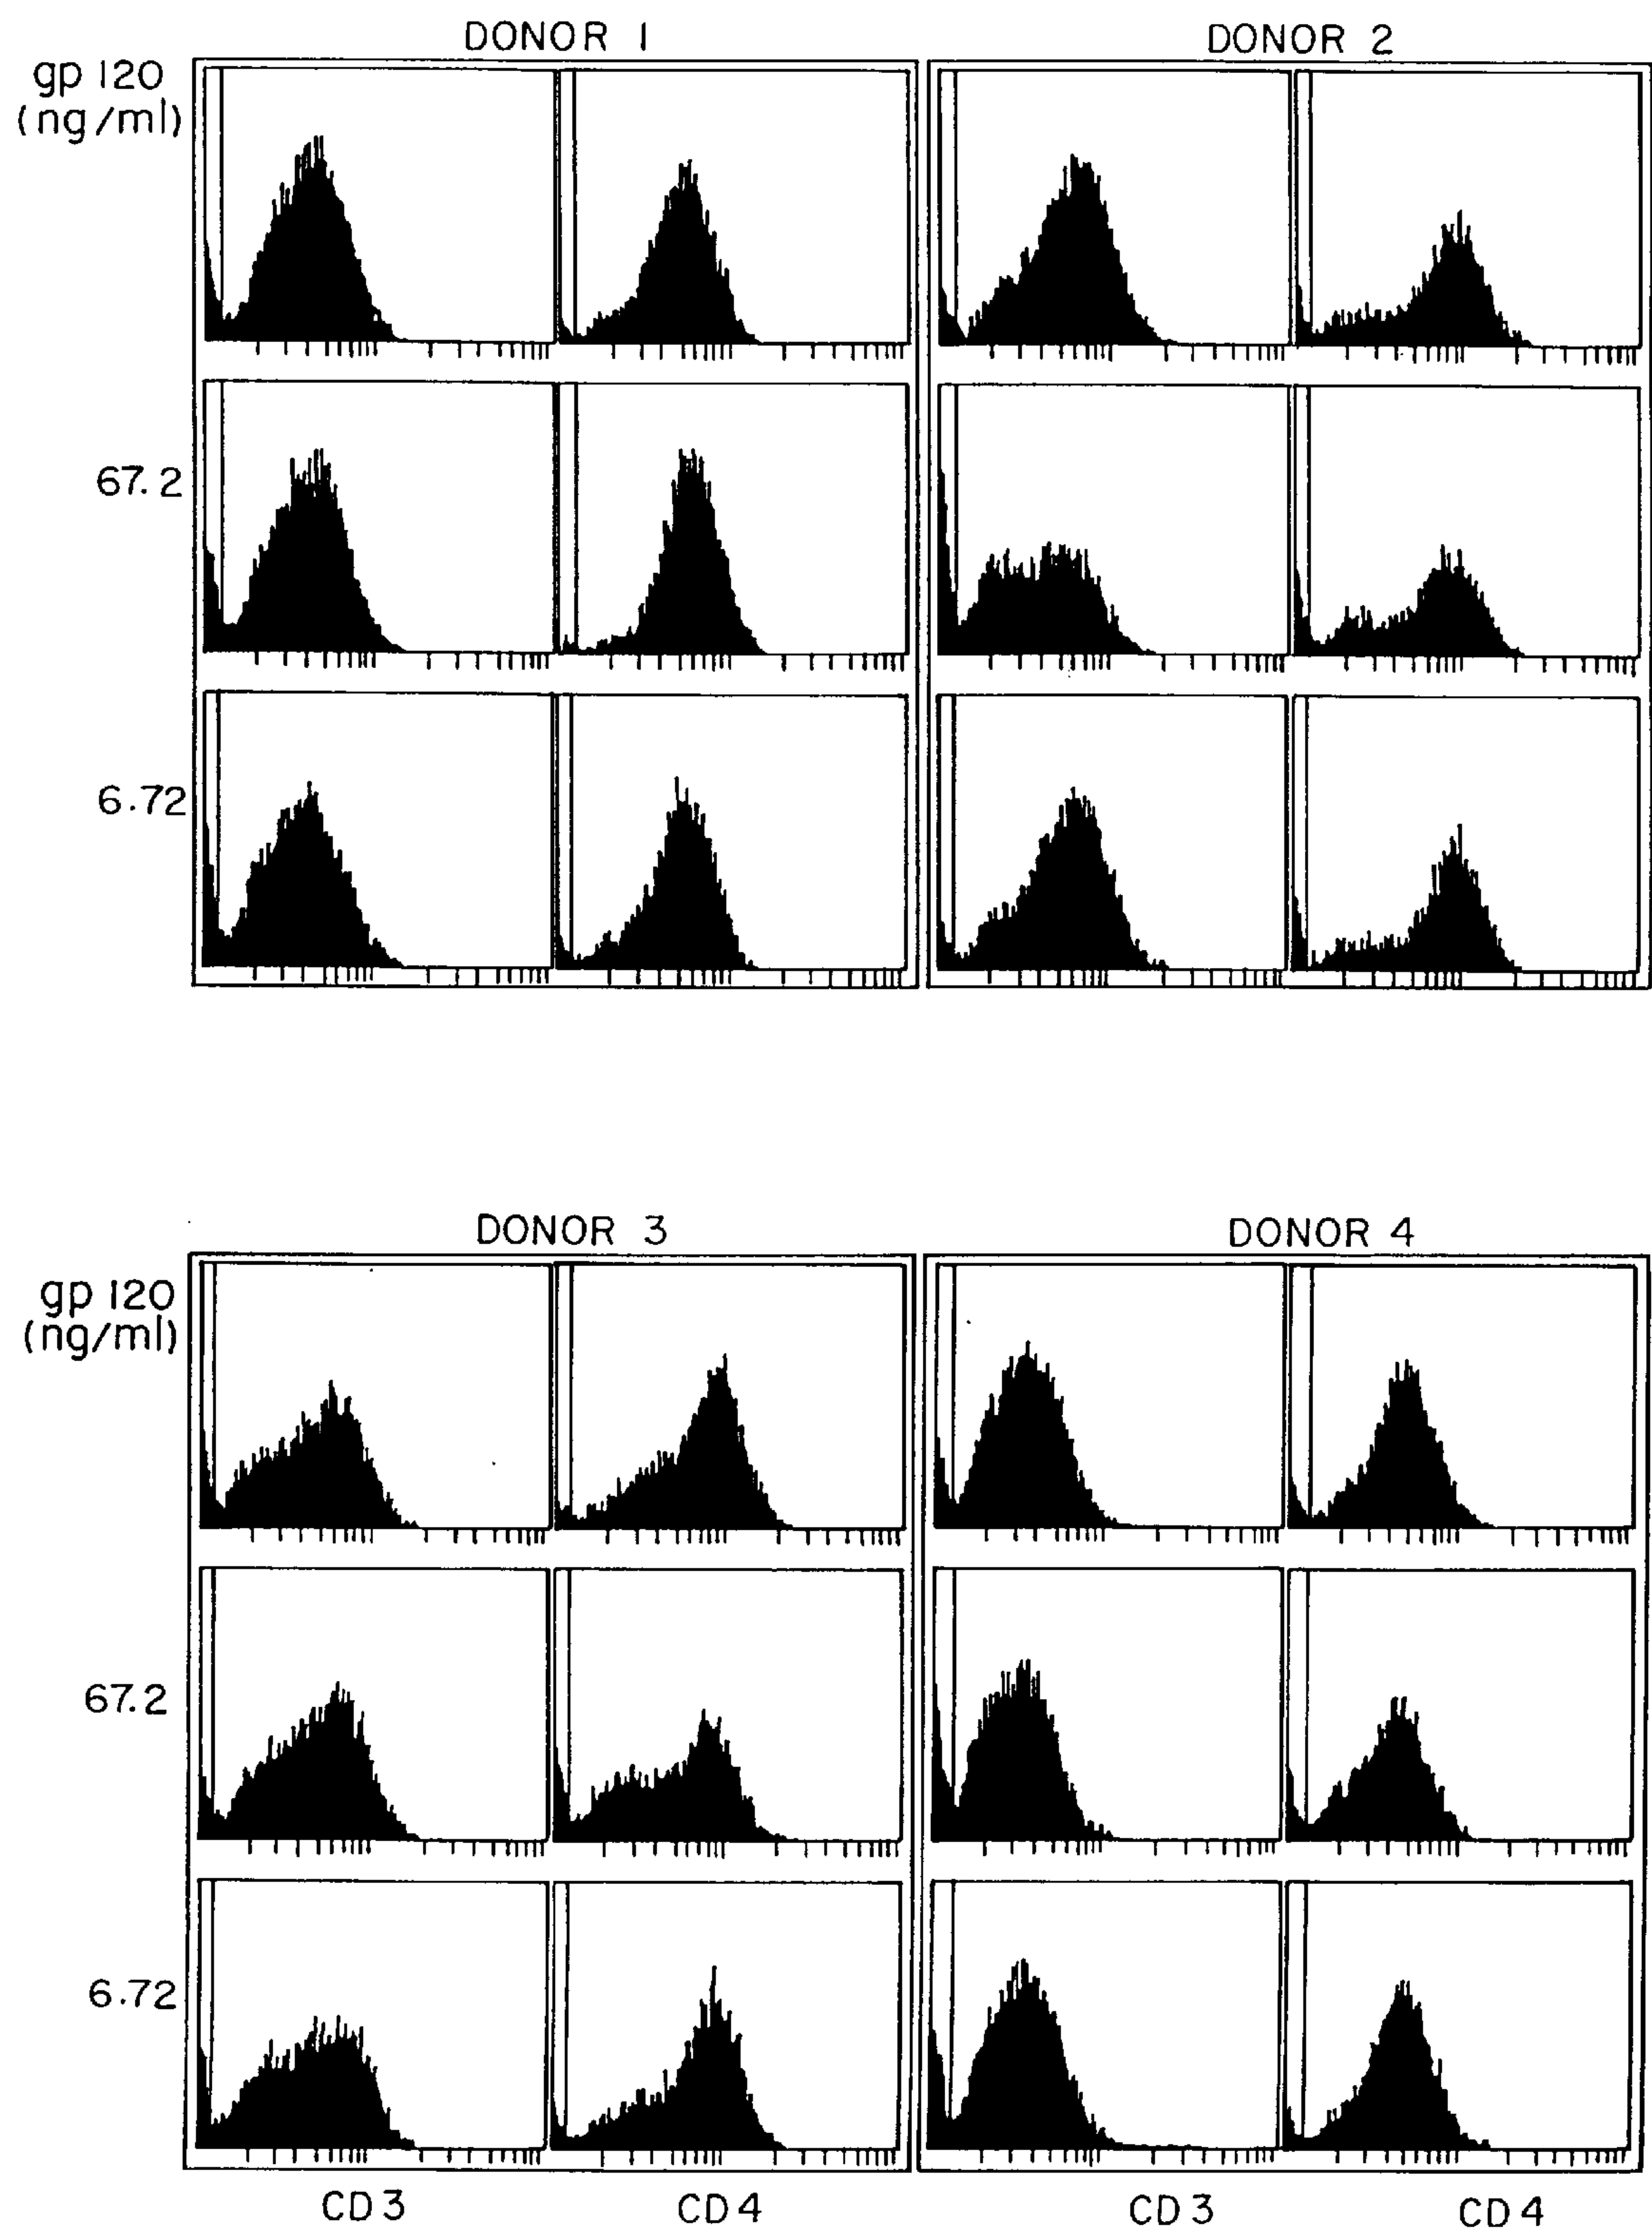 DONOR 1 DONOR 2
gp 120
(ng/ml)
67.2
6.72
DONOR 3 DONOR 4
gp 120
(ng/ml)
67.2
6.72
CD3 CD4 CD3 CD4